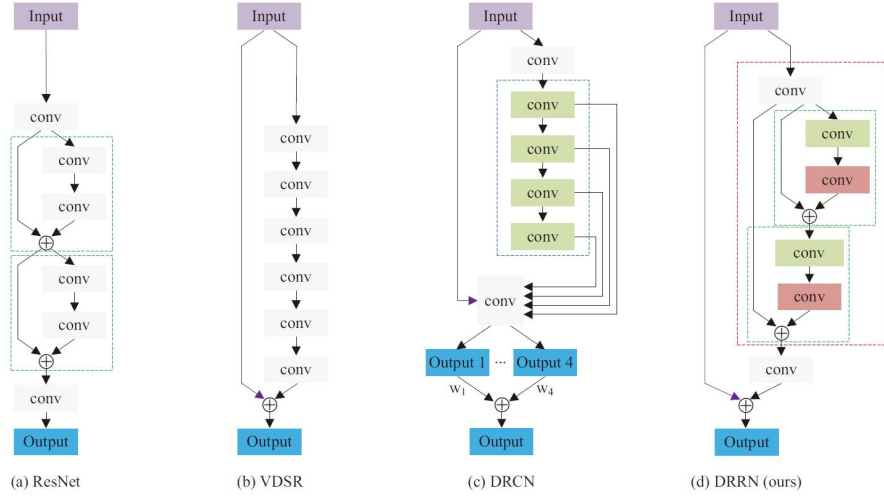 Input
conv
conv
conv
conv
conv
conv
Output
(a) ResNet
Input
conv
conv
conv
conv
conv
conv
Output
(b) VDSR
Input
conv
conv
conv
conv
conv
conv
Output 1 ... Output 4
w1 w4
Output
(c) DRCN
Input
conv
conv
conv
conv
conv
conv
Output
(d) DRRN (ours)